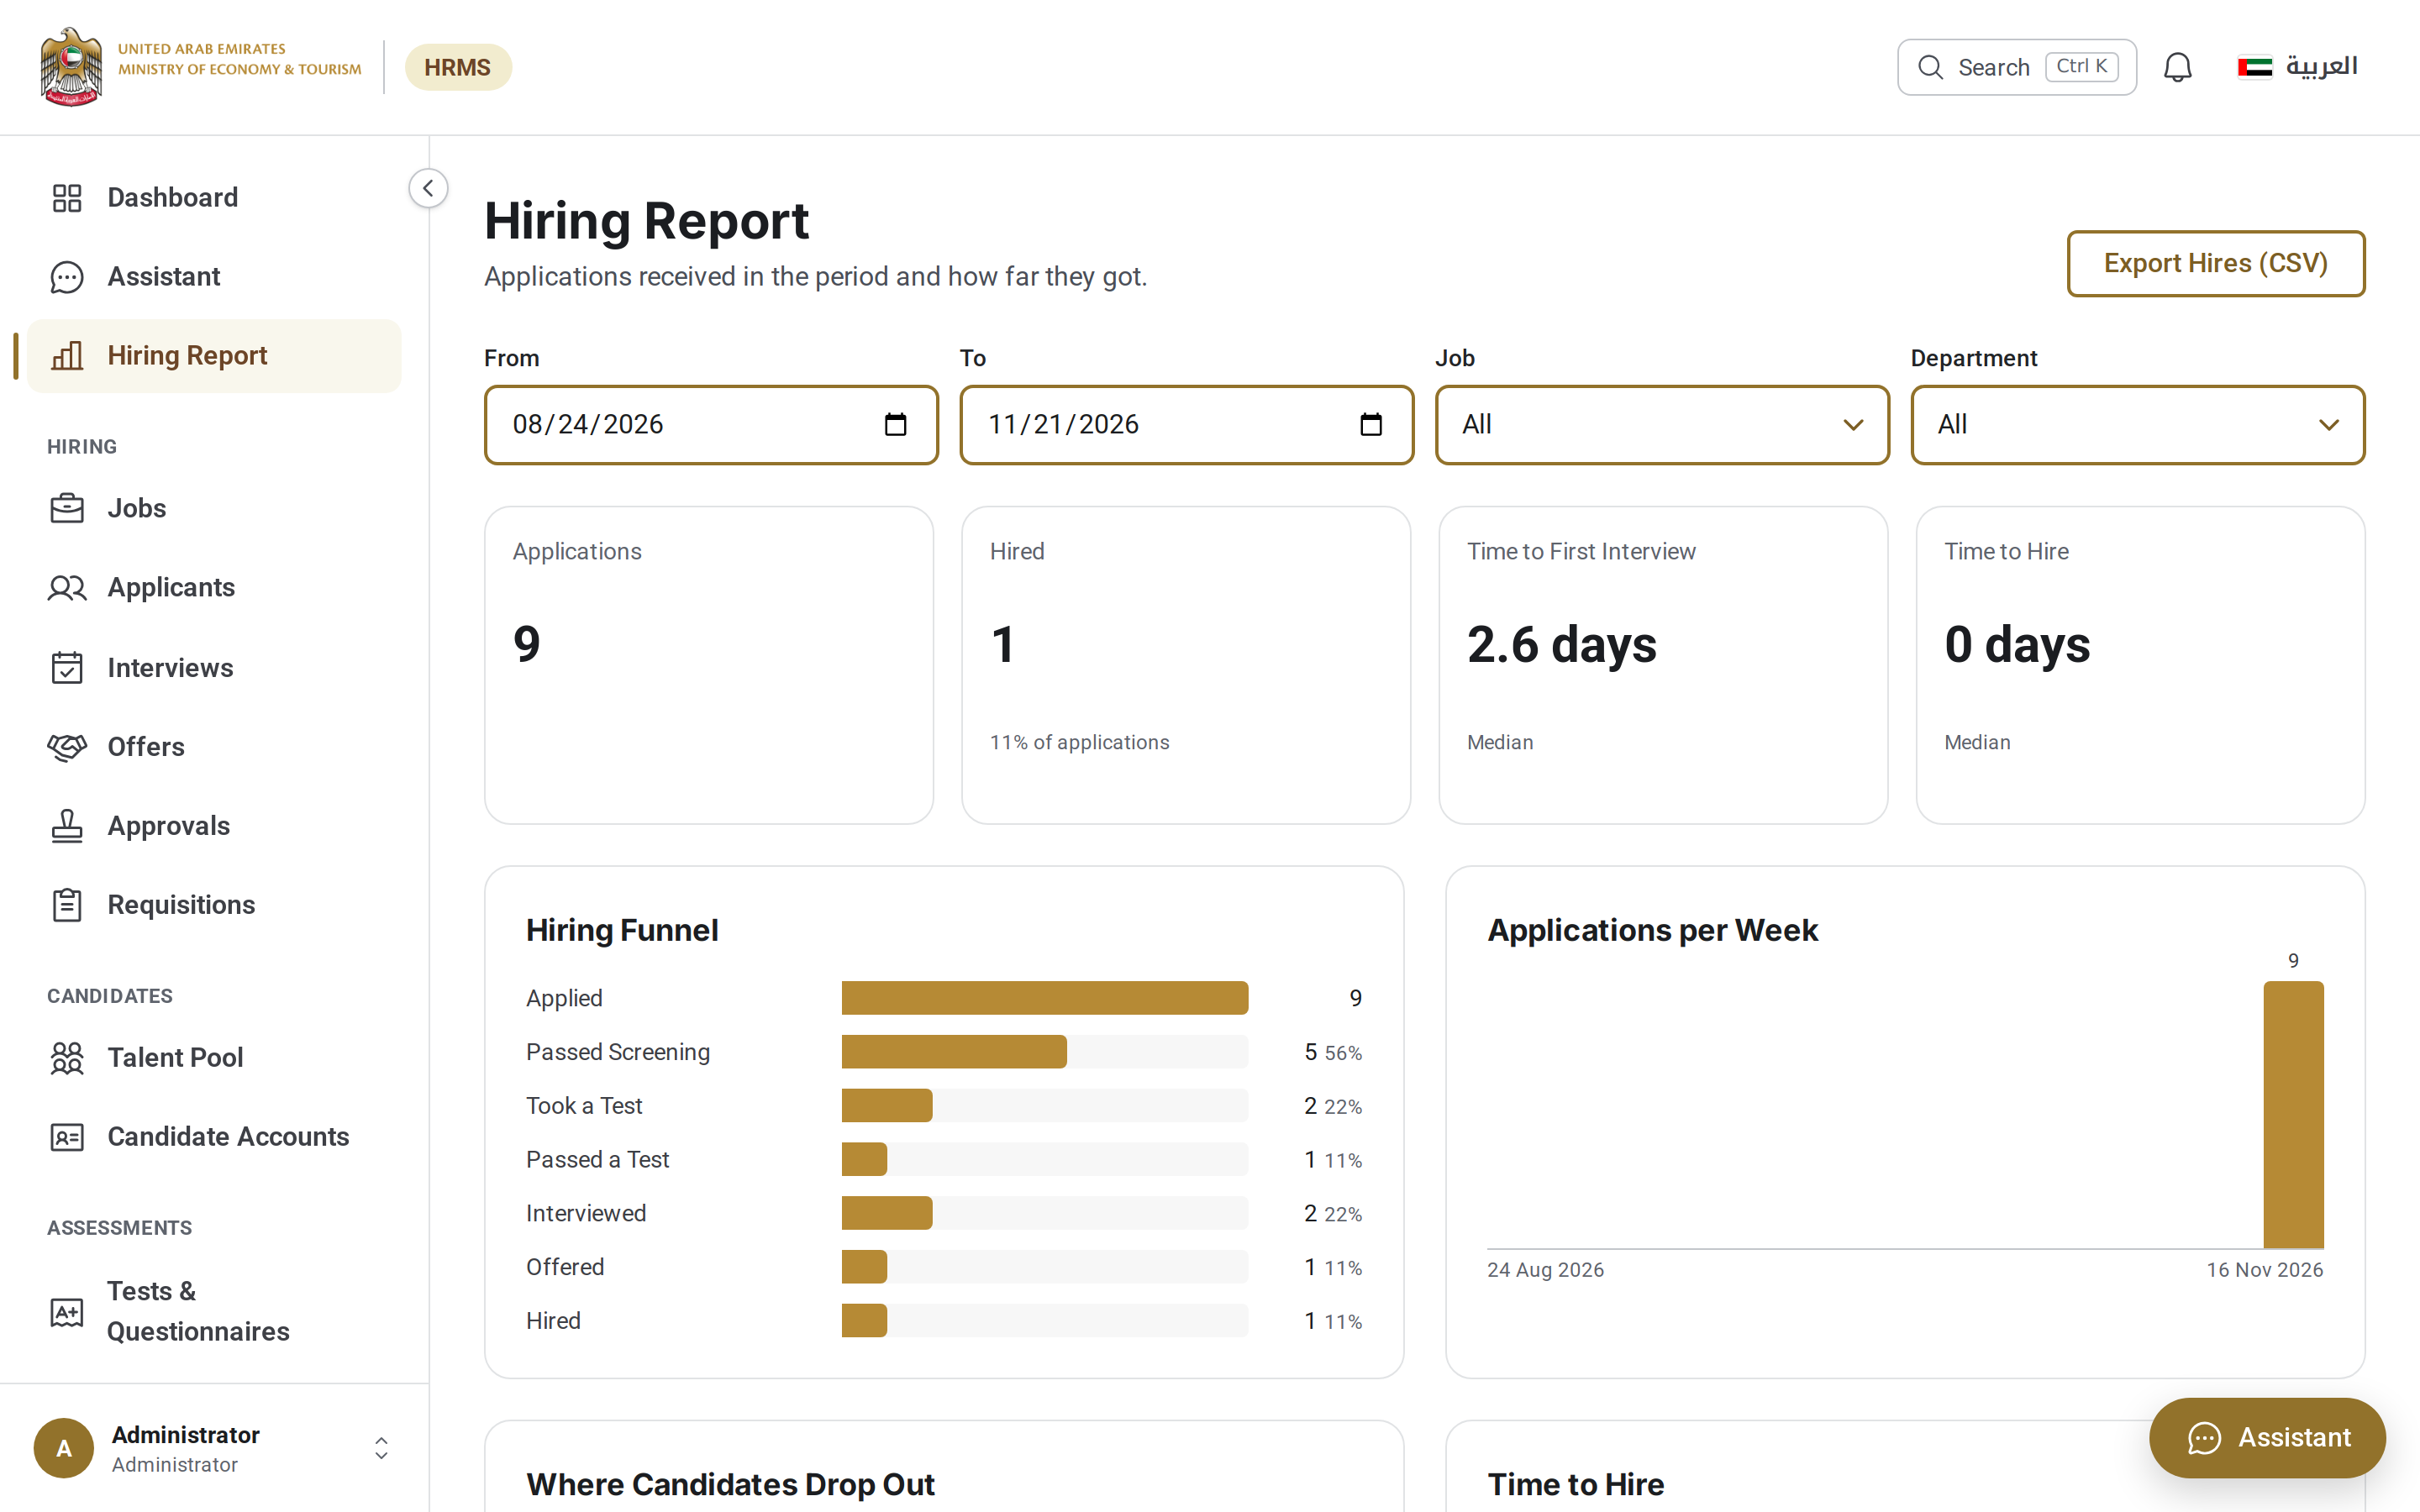 UNITED ARAB EMIRATES
MINISTRY OF ECONOMY & TOURISM
HRMS
Search
Ctrl K
العربية
Dashboard
Assistant
Hiring Report
HIRING
Jobs
Applicants
Interviews
Offers
Approvals
Requisitions
CANDIDATES
Talent Pool
Candidate Accounts
ASSESSMENTS
Tests &
Questionnaires
A
Administrator
Administrator
Hiring Report
Applications received in the period and how far they got.
Export Hires (CSV)
From
08/24/2026
To
11/21/2026
Job
All
Department
All
Applications
9
Hired
1
11% of applications
Time to First Interview
2.6 days
Median
Time to Hire
0 days
Median
Hiring Funnel
Applied 9
Passed Screening 5 56%
Took a Test 2 22%
Passed a Test 1 11%
Interviewed 2 22%
Offered 1 11%
Hired 1 11%
Applications per Week
9
24 Aug 2026
16 Nov 2026
Where Candidates Drop Out
Time to Hire
Assistant